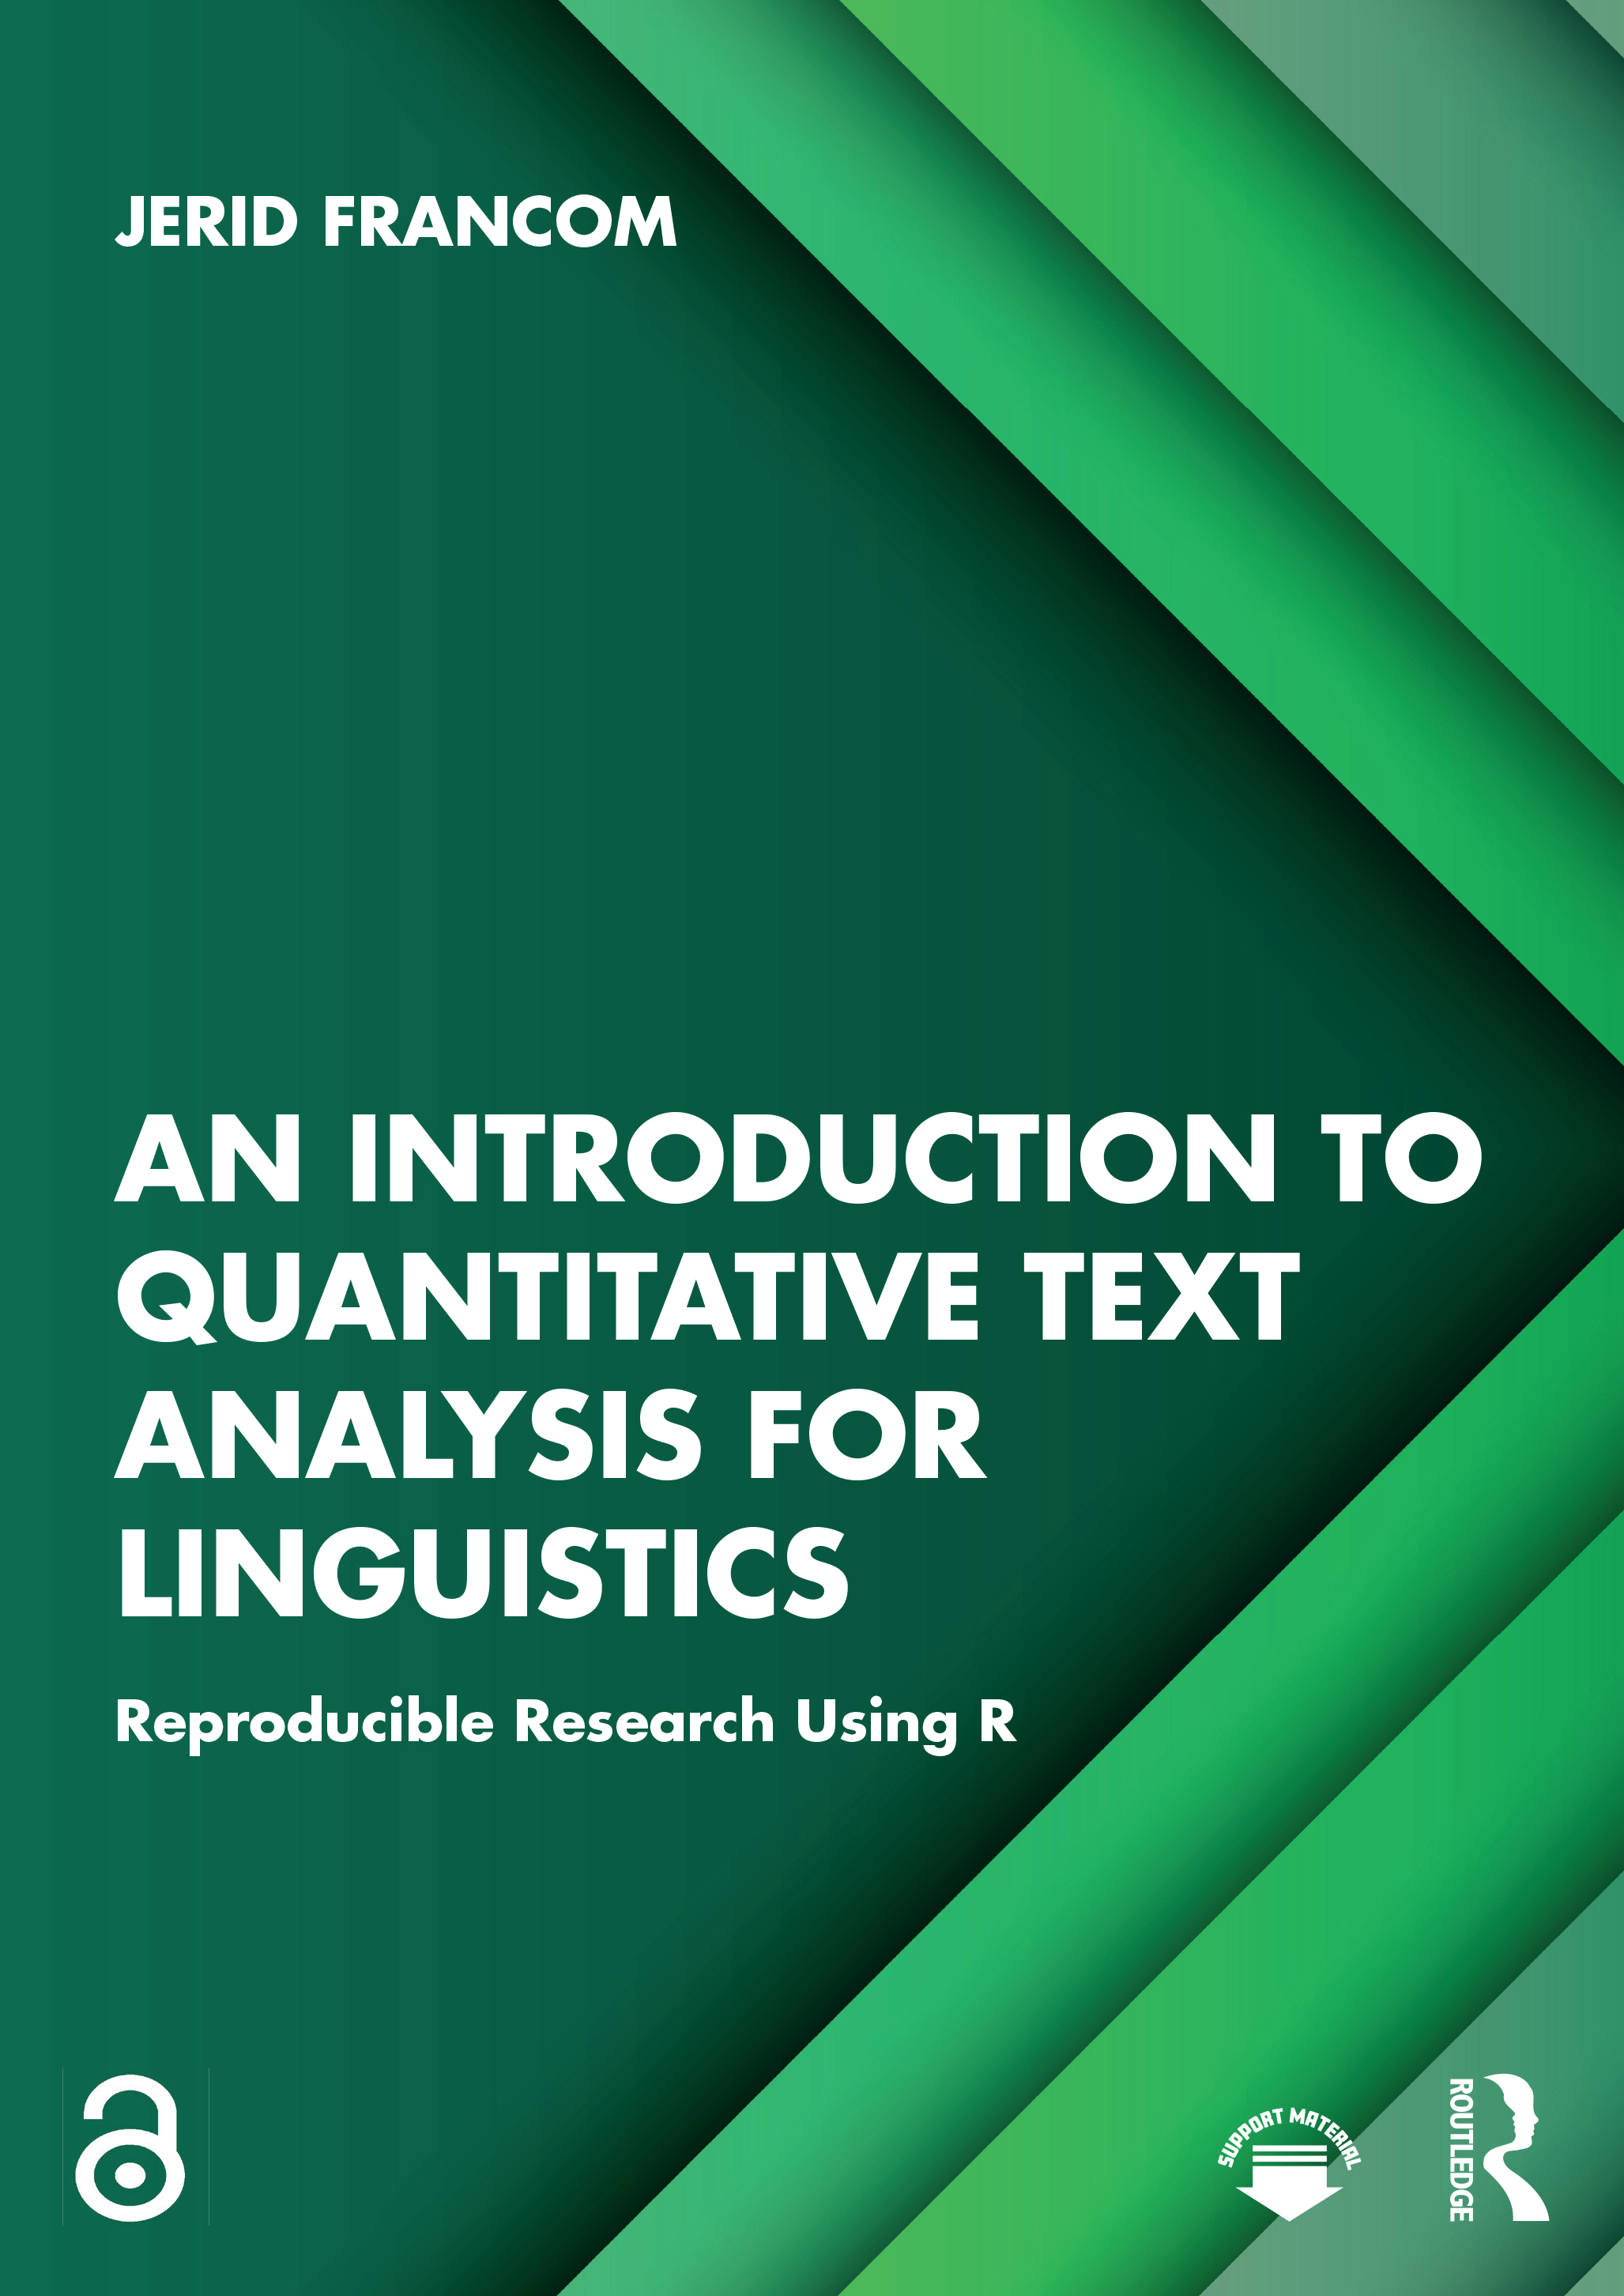 JERID FRANCOM
AN INTRODUCTION TO
QUANTITATIVE TEXT
ANALYSIS FOR
LINGUISTICS
Reproducible Research Using R
SUPPORT MATERIAL
ROUTLEDGE